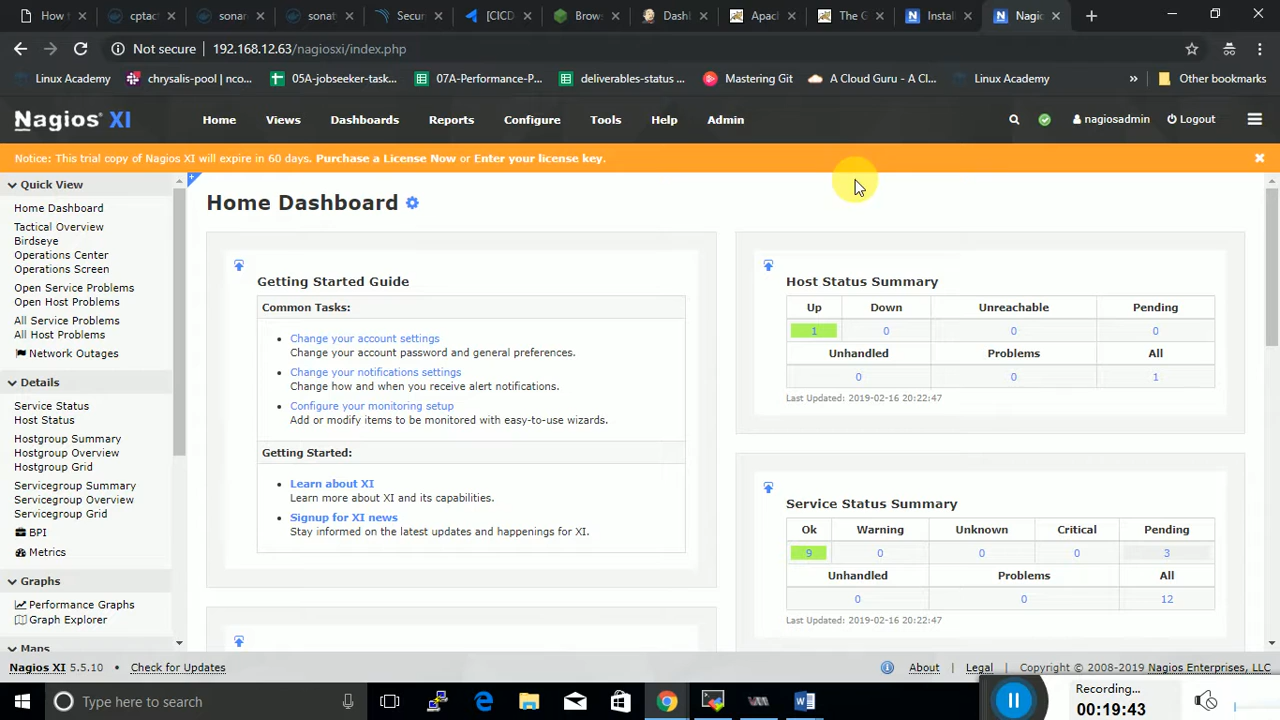 How t
cptac
sonar
sonaty
Secur
[CICD
Brows
Dash
Apac
The G
Install
Nagic
Not secure
192.168.12.63/nagiosxi/index.php
Linux Academy
chrysalis-pool | nco...
05A-jobseeker-task...
07A-Performance-P...
deliverables-status ...
Mastering Git
A Cloud Guru - A Cl...
Linux Academy
Other bookmarks
Nagios XI
Home
Views
Dashboards
Reports
Configure
Tools
Help
Admin
nagiosadmin
Logout
Notice: This trial copy of Nagios XI will expire in 60 days. Purchase a License Now or Enter your license key.
Quick View
Home Dashboard
Tactical Overview
Birdseye
Operations Center
Operations Screen
Open Service Problems
Open Host Problems
All Service Problems
All Host Problems
Network Outages
Details
Service Status
Host Status
Hostgroup Summary
Hostgroup Overview
Hostgroup Grid
Servicegroup Summary
Servicegroup Overview
Servicegroup Grid
BPI
Metrics
Graphs
Performance Graphs
Graph Explorer
Maps
Home Dashboard
Getting Started Guide
Common Tasks:
Change your account settings
Change your account password and general preferences.
Change your notifications settings
Change how and when you receive alert notifications.
Configure your monitoring setup
Add or modify items to be monitored with easy-to-use wizards.
Getting Started:
Learn about XI
Learn more about XI and its capabilities.
Signup for XI news
Stay informed on the latest updates and happenings for XI.
Host Status Summary
Up Down Unreachable Pending
1 0 0 0
Unhandled Problems All
0 0 1
Last Updated: 2019-02-16 20:22:47
Service Status Summary
Ok Warning Unknown Critical Pending
9 0 0 0 3
Unhandled Problems All
0 0 12
Last Updated: 2019-02-16 20:22:47
Nagios XI 5.5.10 • Check for Updates
About | Legal | Copyright © 2008-2019 Nagios Enterprises, LLC
Type here to search
Recording...
00:19:43